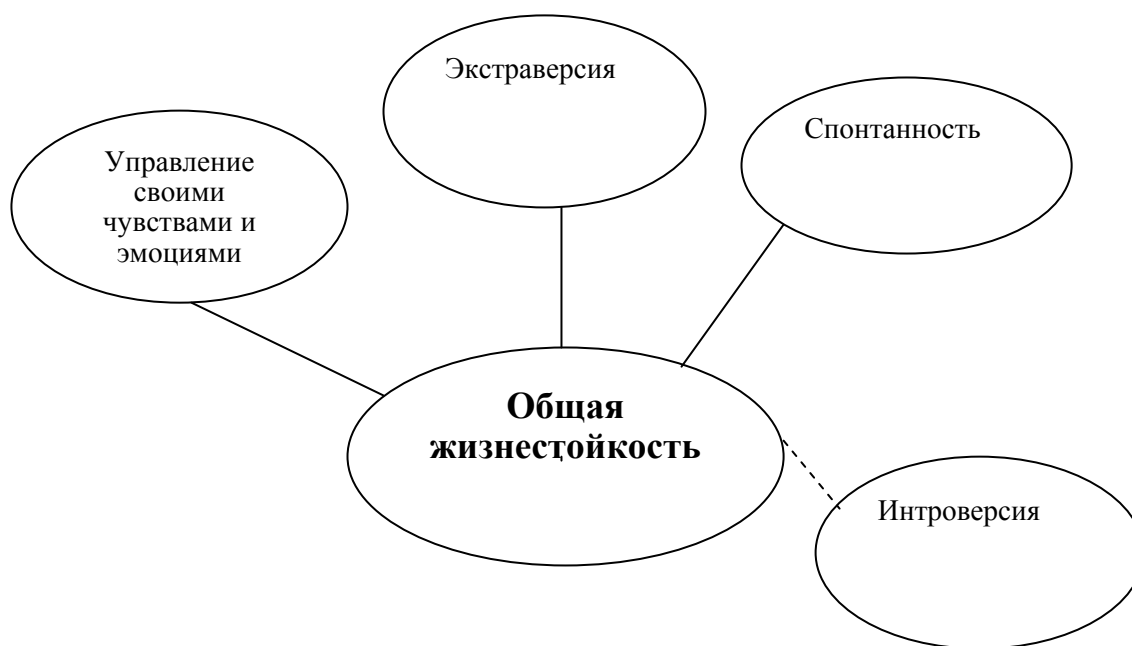 Экстраверсия
Спонтанность
Управление
своими
чувствами и
эмоциями
Общая
жизнестойкость
Интроверсия